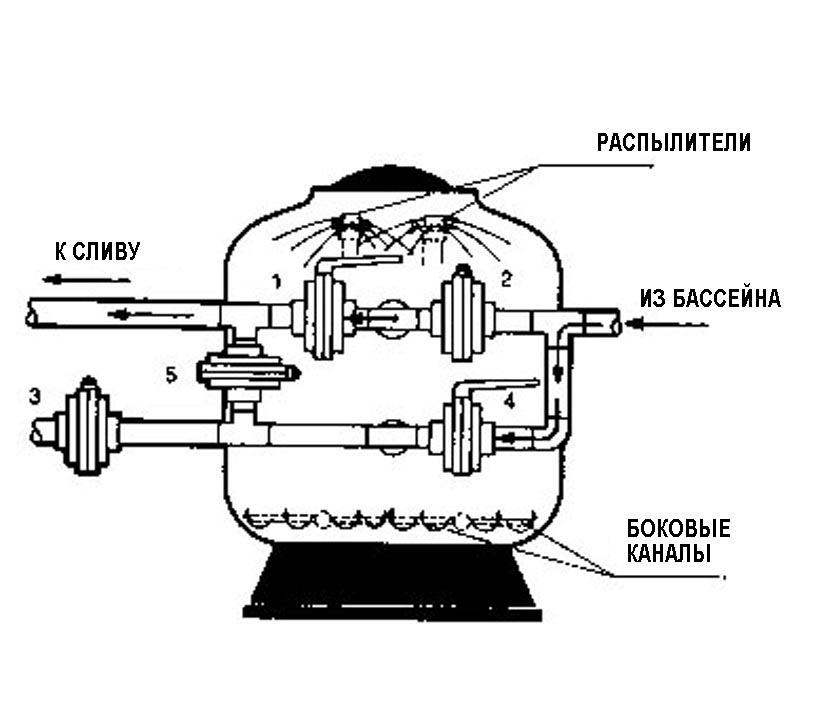 РАСПЫЛИТЕЛИ
К СЛИВУ
1
2
ИЗ БАССЕЙНА
5
3
4
БОКОВЫЕ
КАНАЛЫ